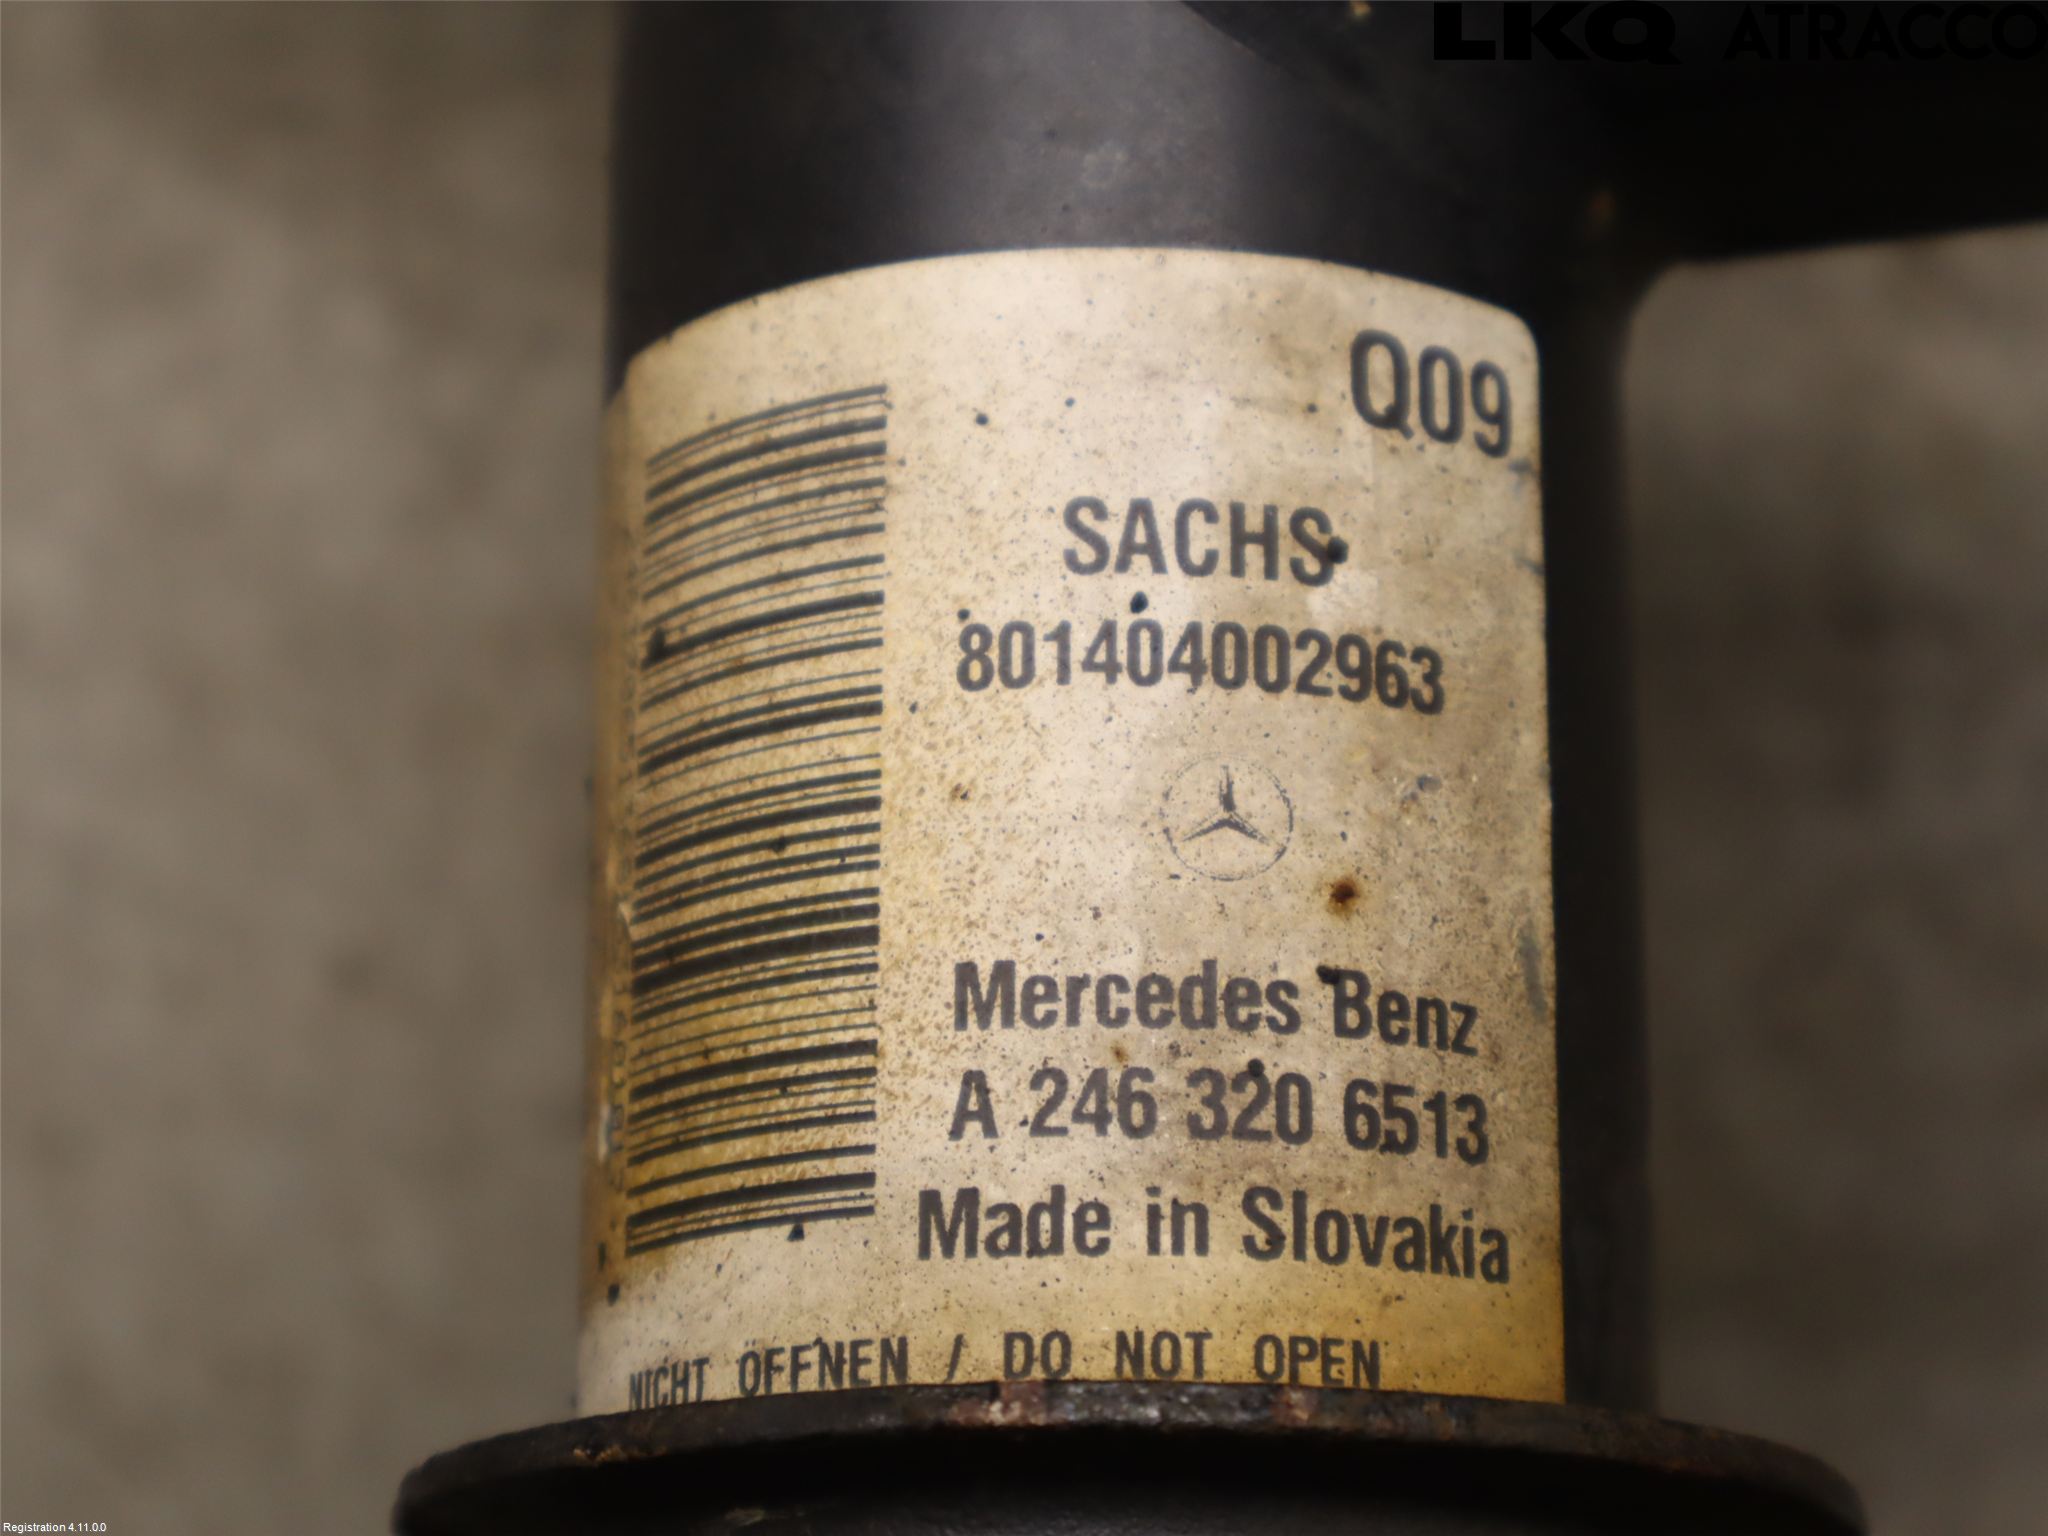 LKQ ATRACCO
Q09
SACHS
801404002963
Mercedes Benz
A 246 320 6513
Made in Slovakia
NICHT ÖFFNEN / DO NOT OPEN
Registration 4.11.0.0